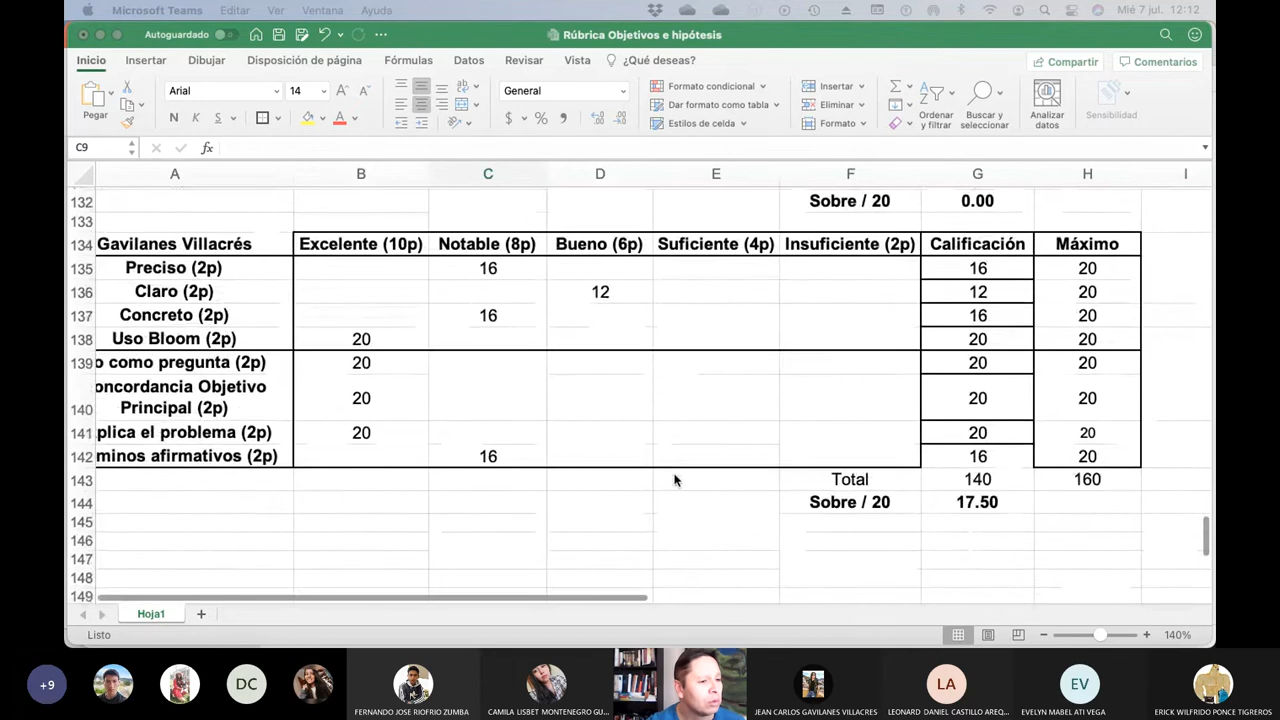 Microsoft Teams Editar Ver Ventana Ayuda Mié 7 jul. 12:12
Autoguardado Rúbrica Objetivos e hipótesis
Inicio Insertar Dibujar Disposición de página Fórmulas Datos Revisar Vista ¿Qué deseas? Compartir Comentarios
Pegar Arial 14 General Formato condicional Insertar
N K S Dar formato como tabla Eliminar
Estilos de celda Formato
Ordenar y filtrar Buscar y seleccionar Analizar datos Sensibilidad
C9 fx
A B C D E F G H I
132 Sobre / 20 0.00
133
134 Gavilanes Villacrés Excelente (10p) Notable (8p) Bueno (6p) Suficiente (4p) Insuficiente (2p) Calificación Máximo
135 Preciso (2p) 16 16 20
136 Claro (2p) 12 12 20
137 Concreto (2p) 16 16 20
138 Uso Bloom (2p) 20 20 20
139 o como pregunta (2p) 20 20 20
140 oncordancia Objetivo Principal (2p) 20 20 20
141 plica el problema (2p) 20 20 20
142 minos afirmativos (2p) 16 16 20
143 Total 140 160
144 Sobre / 20 17.50
145
146
147
148
149
Hoja1 +
Listo 140%
+9 DC LA EV
FERNANDO JOSE RIOFRIO ZUMBA CAMILA LISBET MONTENEGRO GU... JEAN CARLOS GAVILANES VILLACRES LEONARD DANIEL CASTILLO AREQ... EVELYN MABEL ATI VEGA ERICK WILFRIDO PONCE TIGREROS